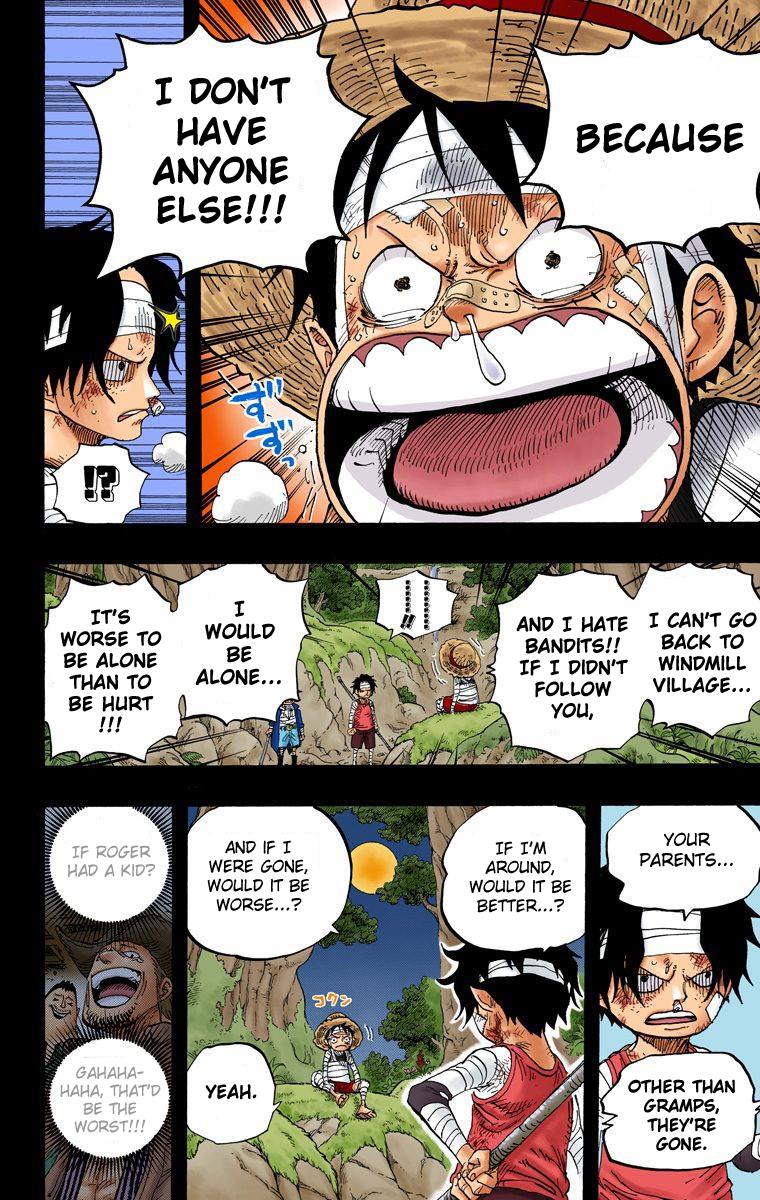 BECAUSE
I DON'T
HAVE
ANYONE
ELSE!!!
ずずっ
!?
I CAN'T GO
BACK TO
WINDMILL
VILLAGE...
AND I HATE
BANDITS!!
IF I DIDN'T
FOLLOW
YOU,
............!!
I
WOULD
BE
ALONE...
IT'S
WORSE TO
BE ALONE
THAN TO
BE HURT
!!!
YOUR
PARENTS...
OTHER THAN
GRAMPS,
THEY'RE
GONE.
IF I'M
AROUND,
WOULD IT BE
BETTER...?
AND IF I
WERE GONE,
WOULD IT BE
WORSE...?
コクン
YEAH.
IF ROGER
HAD A KID?
GAHAHA-
HAHA, THAT'D
BE THE
WORST!!!